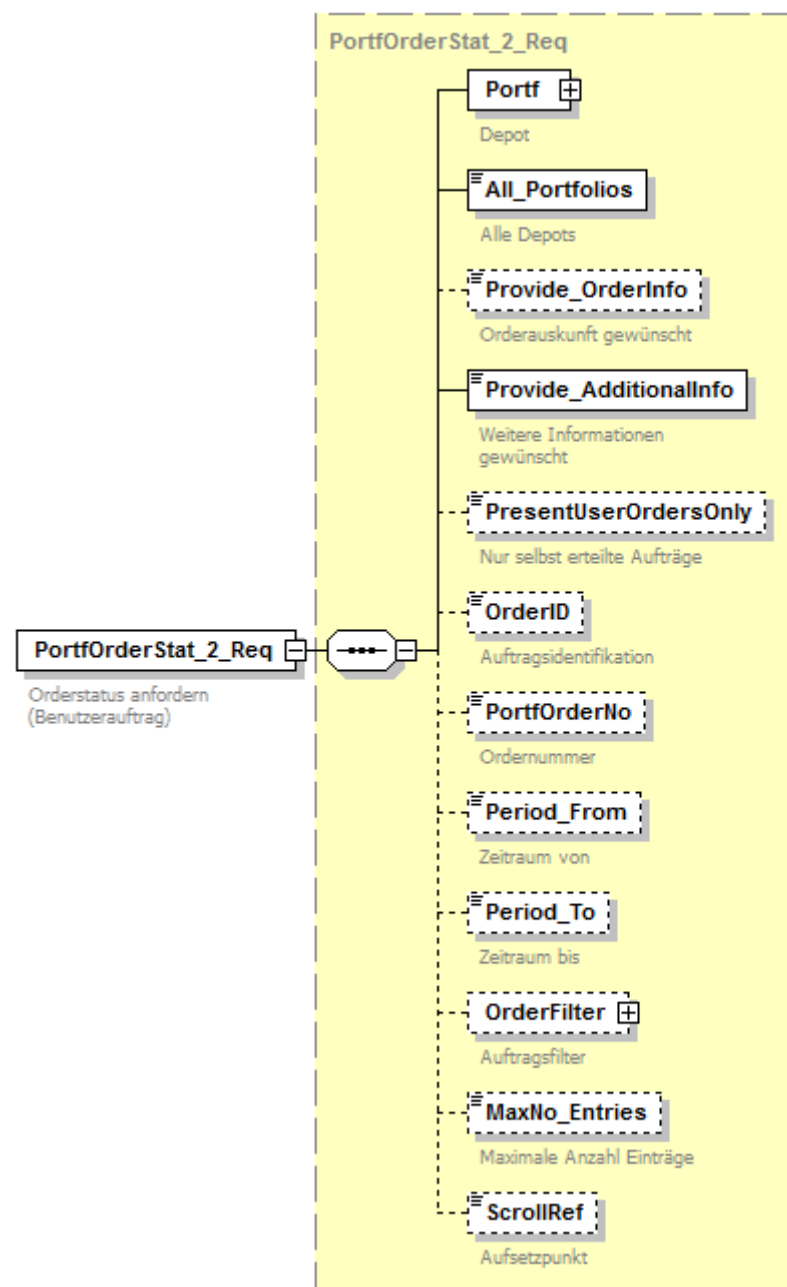 PortfOrderStat_2_Req
Portf
Depot
All_Portfolios
Alle Depots
Provide_OrderInfo
Orderauskunft gewünscht
Provide_AdditionalInfo
Weitere Informationen
gewünscht
PresentUserOrdersOnly
Nur selbst erteilte Aufträge
OrderID
Auftragsidentifikation
PortfOrderStat_2_Req
Orderstatus anfordern
(Benutzerauftrag)
PortfOrderNo
Ordernummer
Period_From
Zeitraum von
Period_To
Zeitraum bis
OrderFilter
Auftragsfilter
MaxNo_Entries
Maximale Anzahl Einträge
ScrollRef
Aufsetzpunkt